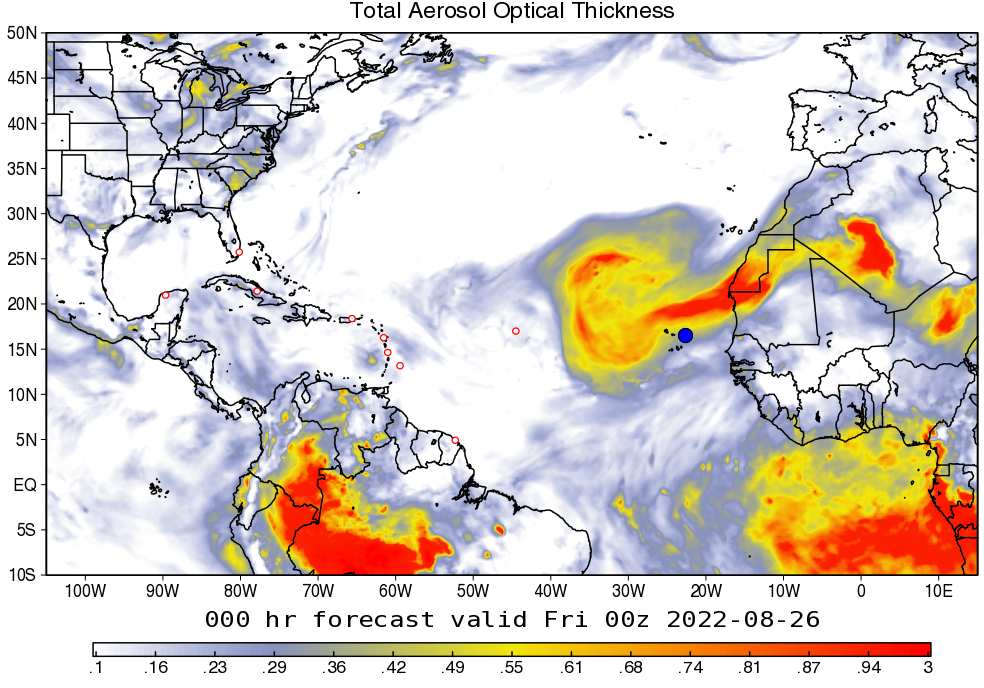 Total Aerosol Optical Thickness
50N
45N
40N
35N
30N
25N
20N
15N
10N
5N
EQ
5S
10S
100W 90W 80W 70W 60W 50W 40W 30W 20W 10W 0 10E
000 hr forecast valid Fri 00z 2022-08-26
.1 .16 .23 .29 .36 .42 .49 .55 .61 .68 .74 .81 .87 .94 3